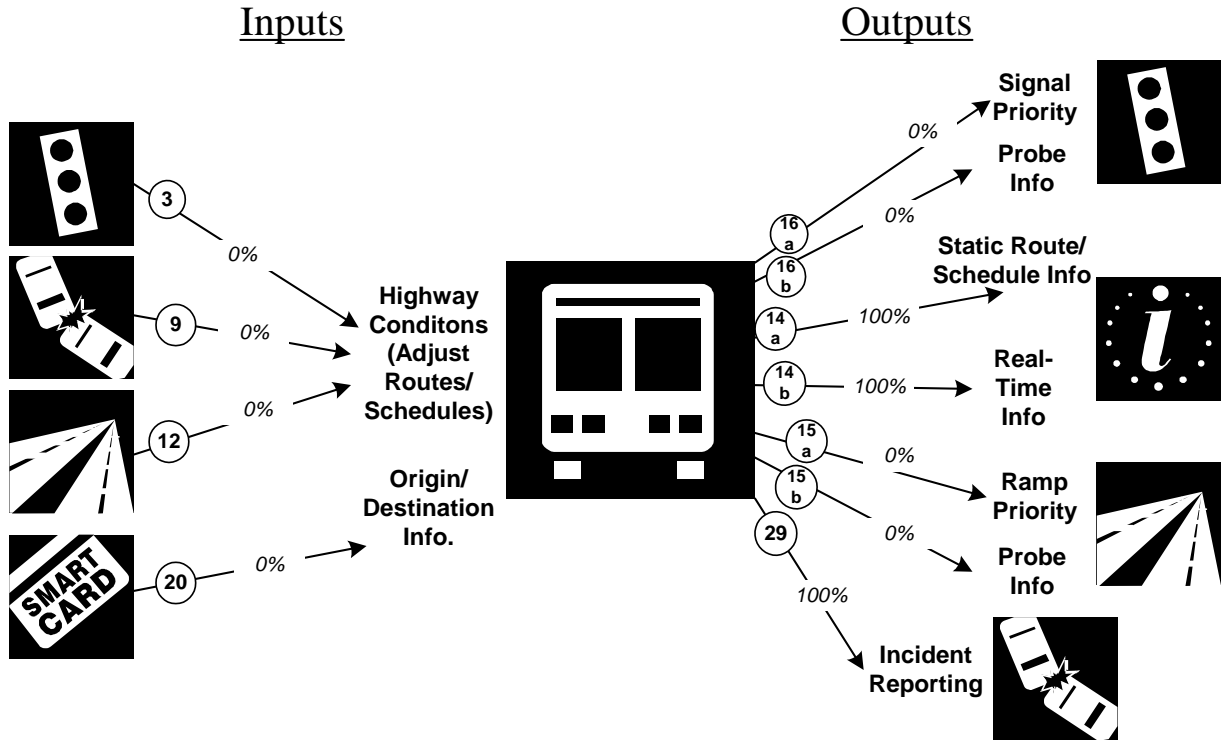 Inputs
Outputs
3
0%
9
0%
12
0%
20
0%
SMART
CARD
Highway
Conditons
(Adjust
Routes/
Schedules)
Origin/
Destination
Info.
16
a
0%
Signal
Priority
16
b
0%
Probe
Info
14
a
100%
Static Route/
Schedule Info
i
14
b
100%
Real-
Time
Info
15
a
0%
Ramp
Priority
15
b
0%
Probe
Info
29
100%
Incident
Reporting